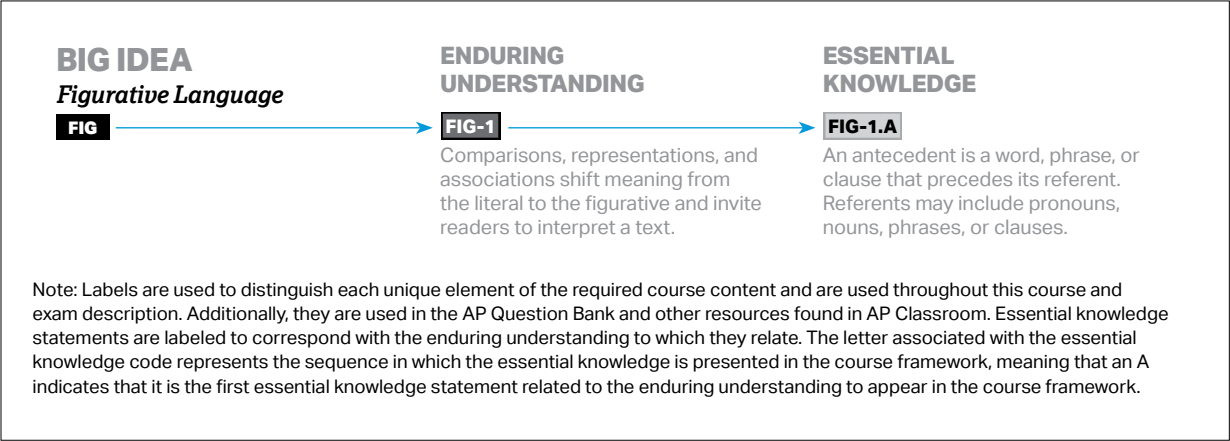 BIG IDEA
Figurative Language
FIG
ENDURING
UNDERSTANDING
FIG-1
Comparisons, representations, and
associations shift meaning from
the literal to the figurative and invite
readers to interpret a text.
ESSENTIAL
KNOWLEDGE
FIG-1.A
An antecedent is a word, phrase, or
clause that precedes its referent.
Referents may include pronouns,
nouns, phrases, or clauses.
Note: Labels are used to distinguish each unique element of the required course content and are used throughout this course and
exam description. Additionally, they are used in the AP Question Bank and other resources found in AP Classroom. Essential knowledge
statements are labeled to correspond with the enduring understanding to which they relate. The letter associated with the essential
knowledge code represents the sequence in which the essential knowledge is presented in the course framework, meaning that an A
indicates that it is the first essential knowledge statement related to the enduring understanding to appear in the course framework.